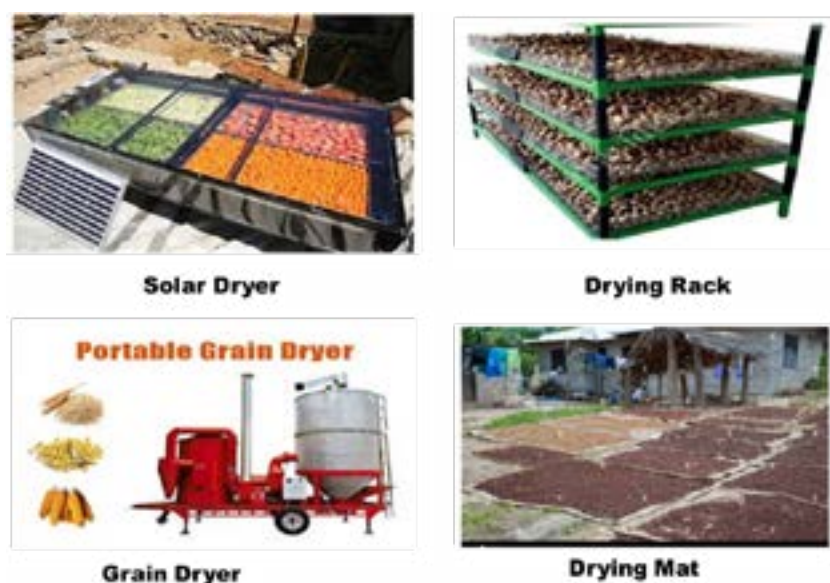 Solar Dryer
Drying Rack
Portable Grain Dryer
Grain Dryer
Drying Mat